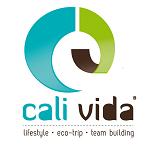 cali vida®
lifestyle • eco-trip • team building